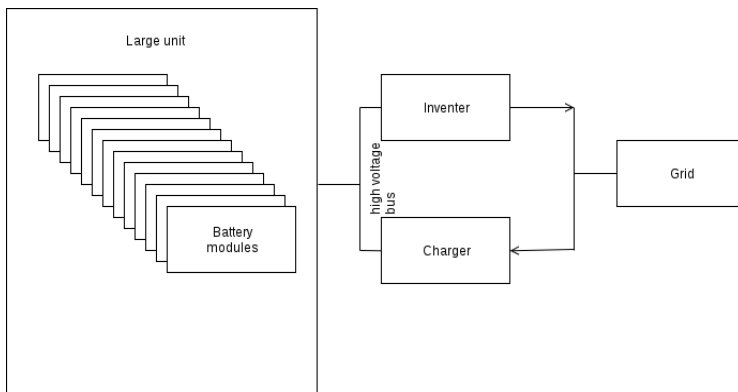 Large unit
Battery
modules
high voltage
bus
Inventer
Charger
Grid